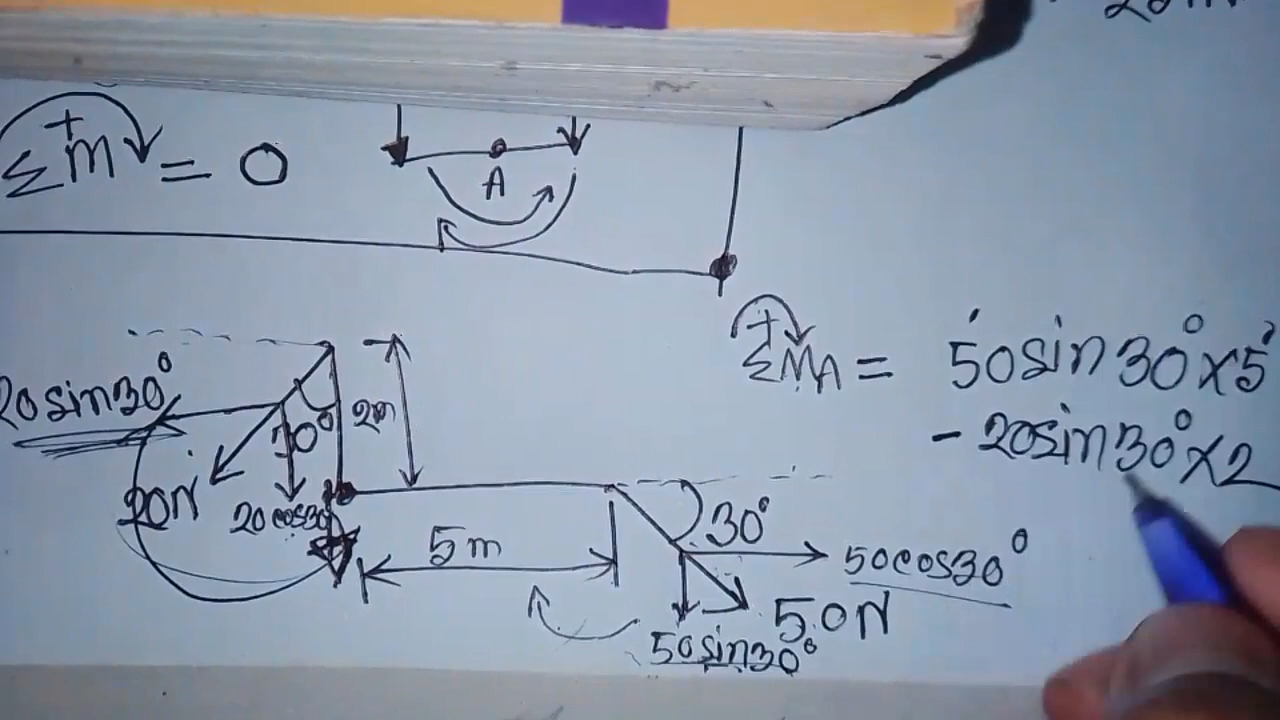 ΣM = 0
+
A
ΣMA = 50sin30°×5
+
- 20sin30°×2
20sin30°
30°
2m
20N
20cos30
5m
30°
50cos30°
50N
50sin30°